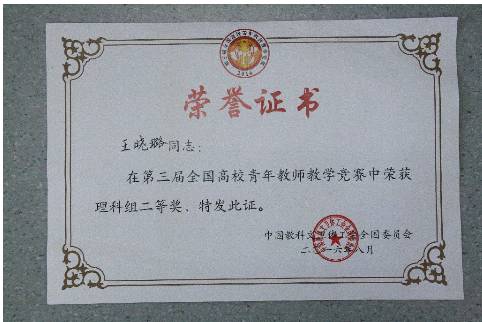 2016
荣誉证书
王晓璐同志：
在第三届全国高校青年教师教学竞赛中荣获
理科组二等奖，特发此证。
中国教科文卫体工会全国委员会
二〇一六年八月